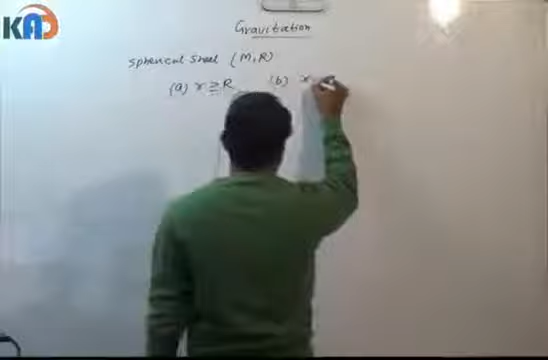 KAD
Gravitation
spherical shell (M,R)
(a) r ≥ R (b) r